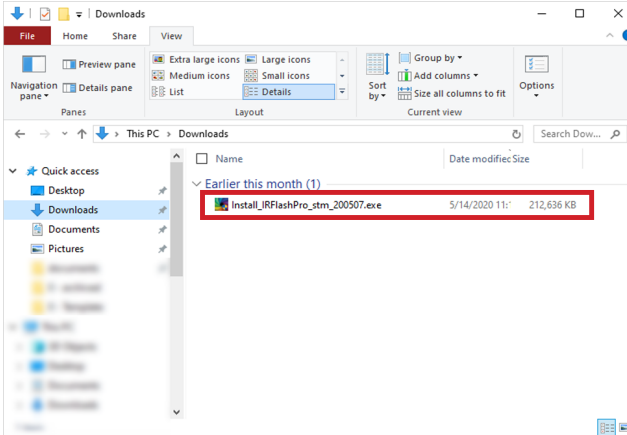 Downloads
File Home Share View
Navigation pane
Preview pane
Details pane
Panes
Extra large icons Large icons
Medium icons Small icons
List Details
Layout
Sort by
Group by
Add columns
Size all columns to fit
Current view
Options
This PC > Downloads
Search Dow...
Quick access
Desktop
Downloads
Documents
Pictures
Name Date modified Size
Earlier this month (1)
Install_IRFlashPro_stm_200507.exe 5/14/2020 11: 212,636 KB